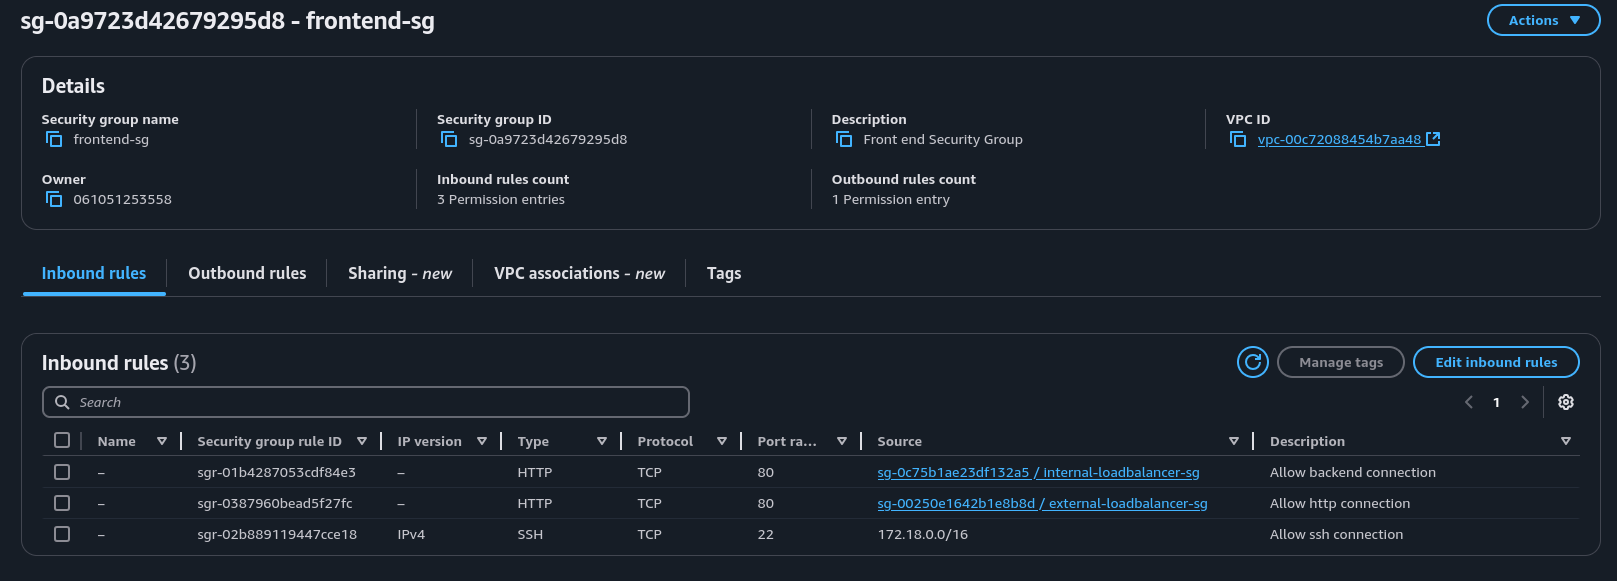 sg-0a9723d42679295d8 - frontend-sg
Actions
Details
Security group name
frontend-sg
Security group ID
sg-0a9723d42679295d8
Description
Front end Security Group
VPC ID
vpc-00c72088454b7aa48
Owner
061051253558
Inbound rules count
3 Permission entries
Outbound rules count
1 Permission entry
Inbound rules
Outbound rules
Sharing - new
VPC associations - new
Tags
Inbound rules (3)
Manage tags
Edit inbound rules
Search
1
Name Security group rule ID IP version Type Protocol Port ra... Source Description
– sgr-01b4287053cdf84e3 – HTTP TCP 80 sg-0c75b1ae23df132a5 / internal-loadbalancer-sg Allow backend connection
– sgr-0387960bead5f27fc – HTTP TCP 80 sg-00250e1642b1e8b8d / external-loadbalancer-sg Allow http connection
– sgr-02b889119447cce18 IPv4 SSH TCP 22 172.18.0.0/16 Allow ssh connection